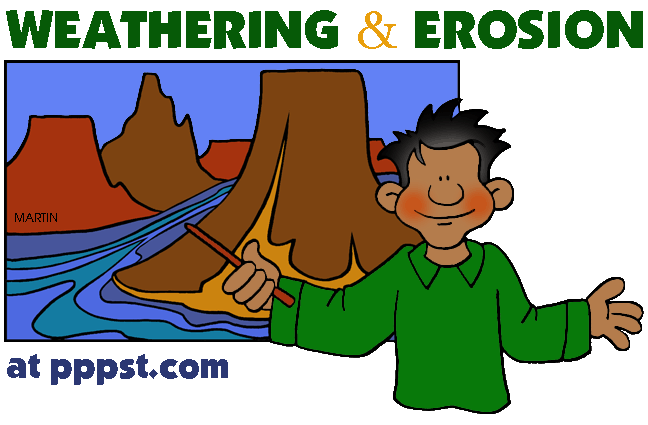 WEATHERING & EROSION
MARTIN
at pppst.com